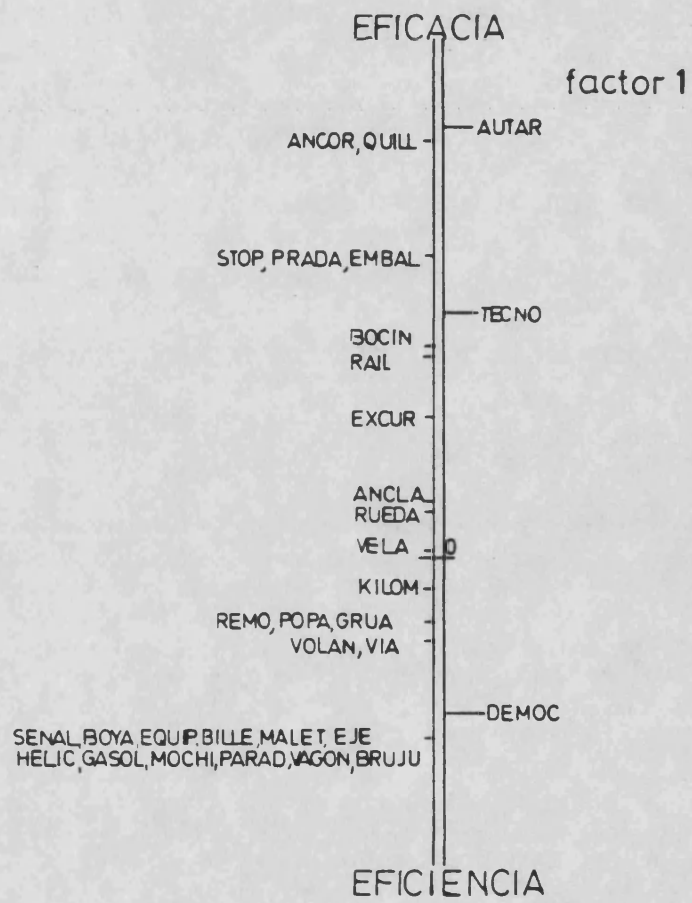 EFICACIA
factor 1
AUTAR
ANCOR, QUILL
STOP, PRADA, EMBAL
TECNO
BOCIN
RAIL
EXCUR
ANCLA
RUEDA
VELA 0
KILOM
REMO, POPA, GRUA
VOLAN, VIA
DEMOC
SENAL, BOYA, EQUIP, BILLE, MALET, EJE
HELIC, GASOL, MOCHI, PARAD, VAGON, BRUJU
EFICIENCIA